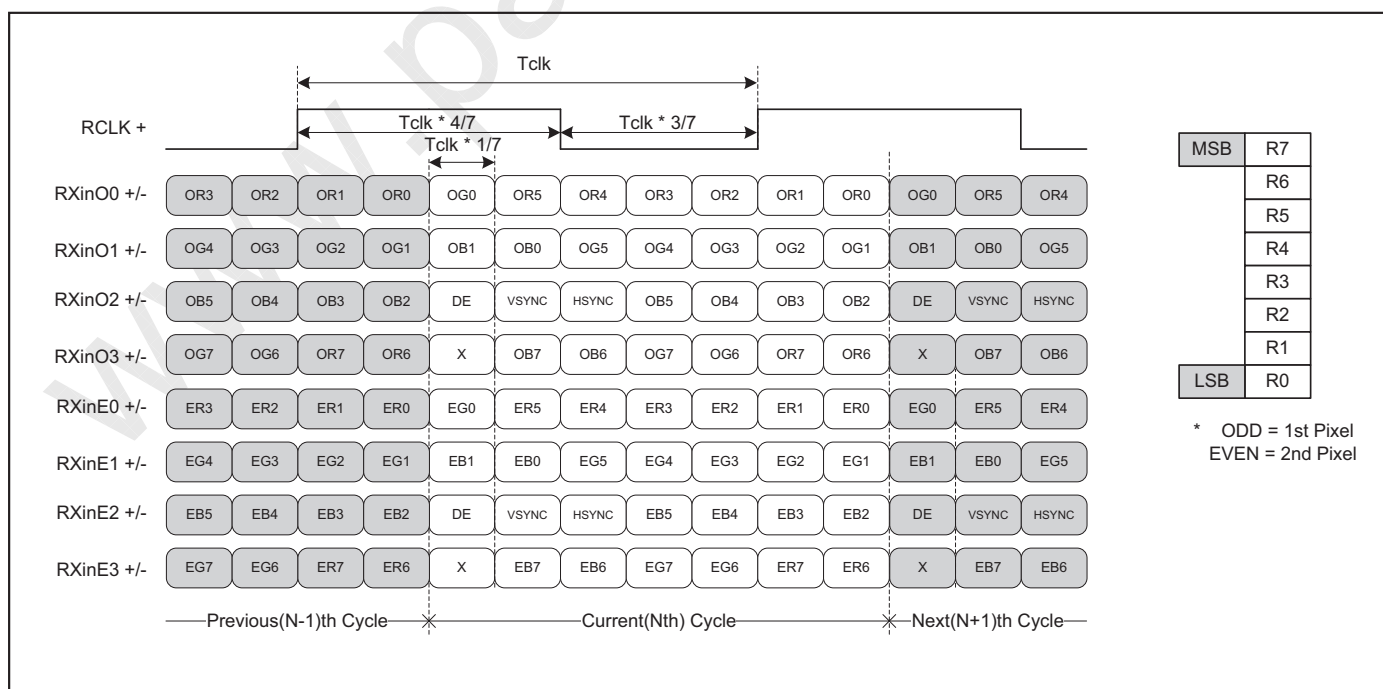 www.pa
Tclk
RCLK +
Tclk * 4/7
Tclk * 3/7
Tclk * 1/7
RXinO0 +/- OR3 OR2 OR1 OR0 OG0 OR5 OR4 OR3 OR2 OR1 OR0 OG0 OR5 OR4
RXinO1 +/- OG4 OG3 OG2 OG1 OB1 OB0 OG5 OG4 OG3 OG2 OG1 OB1 OB0 OG5
RXinO2 +/- OB5 OB4 OB3 OB2 DE VSYNC HSYNC OB5 OB4 OB3 OB2 DE VSYNC HSYNC
RXinO3 +/- OG7 OG6 OR7 OR6 X OB7 OB6 OG7 OG6 OR7 OR6 X OB7 OB6
RXinE0 +/- ER3 ER2 ER1 ER0 EG0 ER5 ER4 ER3 ER2 ER1 ER0 EG0 ER5 ER4
RXinE1 +/- EG4 EG3 EG2 EG1 EB1 EB0 EG5 EG4 EG3 EG2 EG1 EB1 EB0 EG5
RXinE2 +/- EB5 EB4 EB3 EB2 DE VSYNC HSYNC EB5 EB4 EB3 EB2 DE VSYNC HSYNC
RXinE3 +/- EG7 EG6 ER7 ER6 X EB7 EB6 EG7 EG6 ER7 ER6 X EB7 EB6
Previous(N-1)th Cycle Current(Nth) Cycle Next(N+1)th Cycle
MSB R7
R6
R5
R4
R3
R2
R1
LSB R0
* ODD = 1st Pixel
EVEN = 2nd Pixel